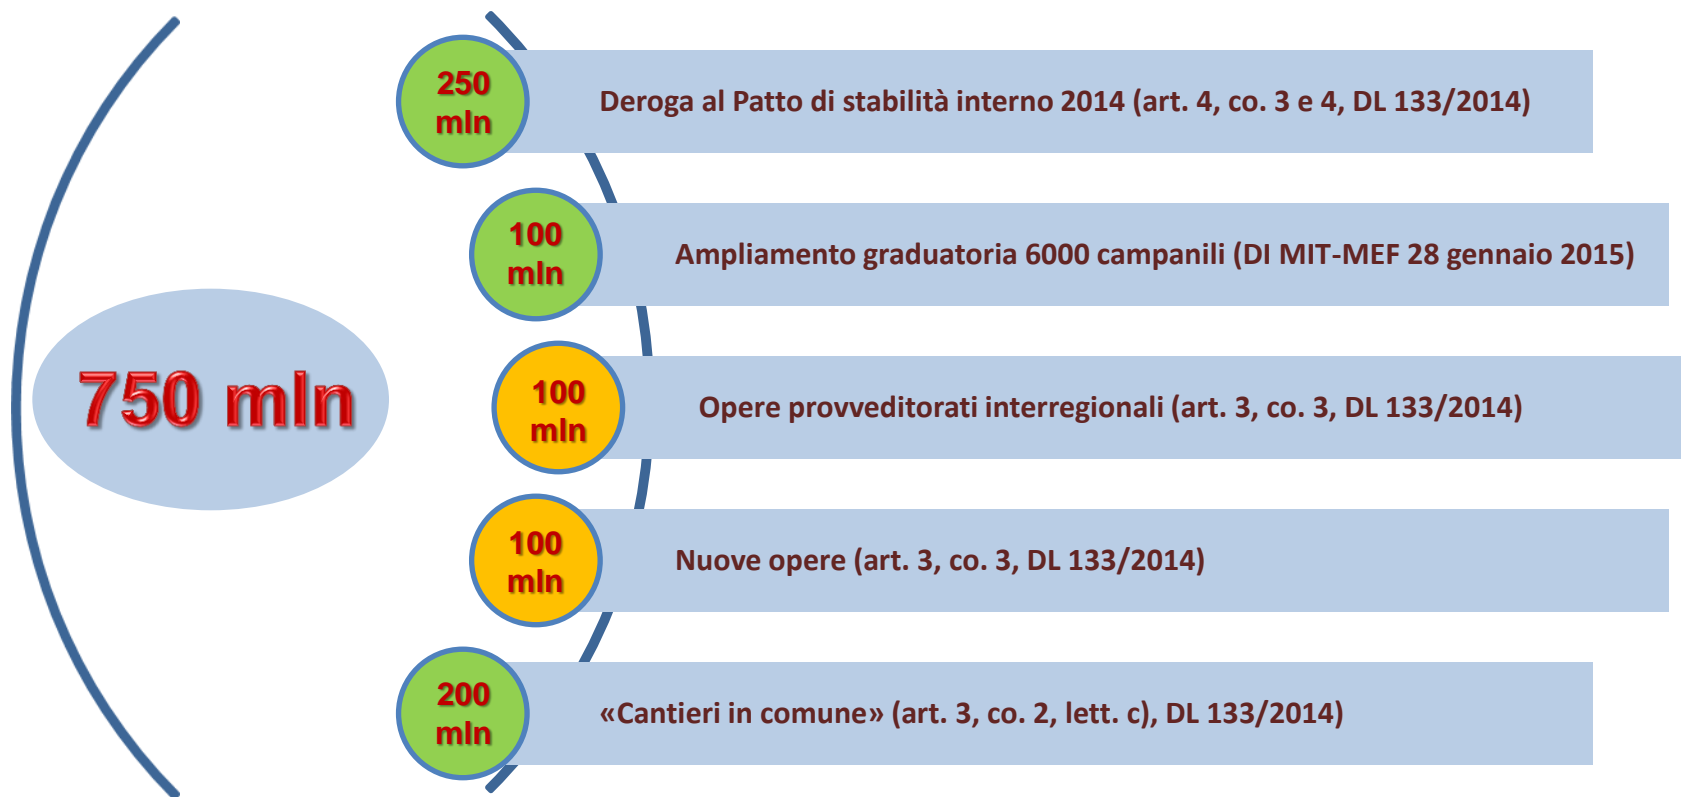 750 mln
250
mln
Deroga al Patto di stabilità interno 2014 (art. 4, co. 3 e 4, DL 133/2014)
100
mln
Ampliamento graduatoria 6000 campanili (DI MIT-MEF 28 gennaio 2015)
100
mln
Opere provveditorati interregionali (art. 3, co. 3, DL 133/2014)
100
mln
Nuove opere (art. 3, co. 3, DL 133/2014)
200
mln
«Cantieri in comune» (art. 3, co. 2, lett. c), DL 133/2014)